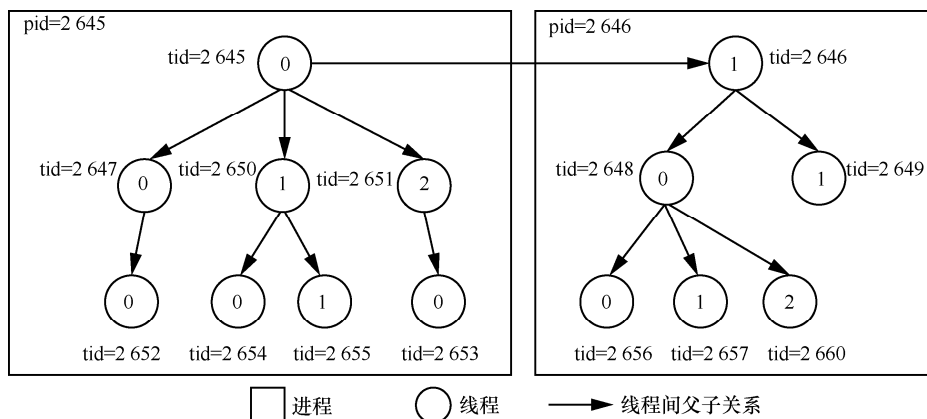 pid=2 645
pid=2 646
tid=2 645
0
1
tid=2 646
tid=2 647
0
tid=2 650
1
tid=2 651
2
tid=2 648
0
1
tid=2 649
0
0
1
0
0
1
2
tid=2 652
tid=2 654
tid=2 655
tid=2 653
tid=2 656
tid=2 657
tid=2 660
进程
线程
线程间父子关系